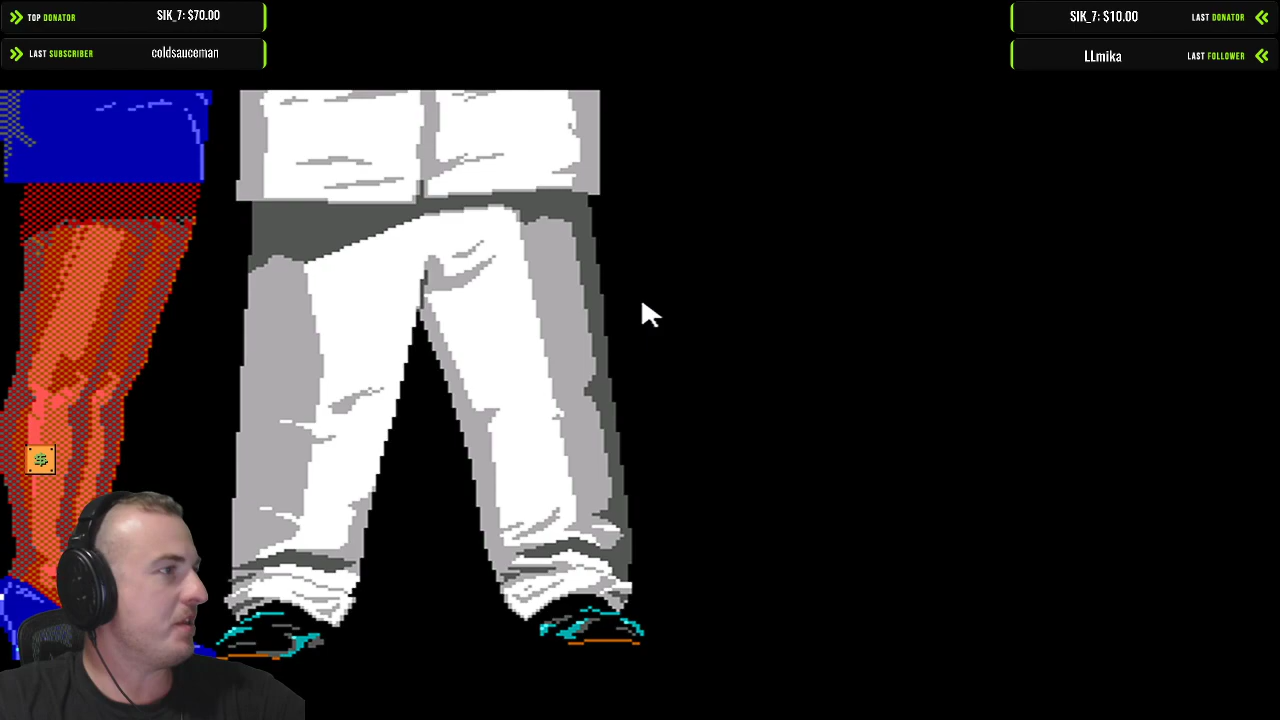 TOP DONATOR SIK_7: $70.00
LAST SUBSCRIBER coldsauceman
SIK_7: $10.00 LAST DONATOR
LLmika LAST FOLLOWER
$